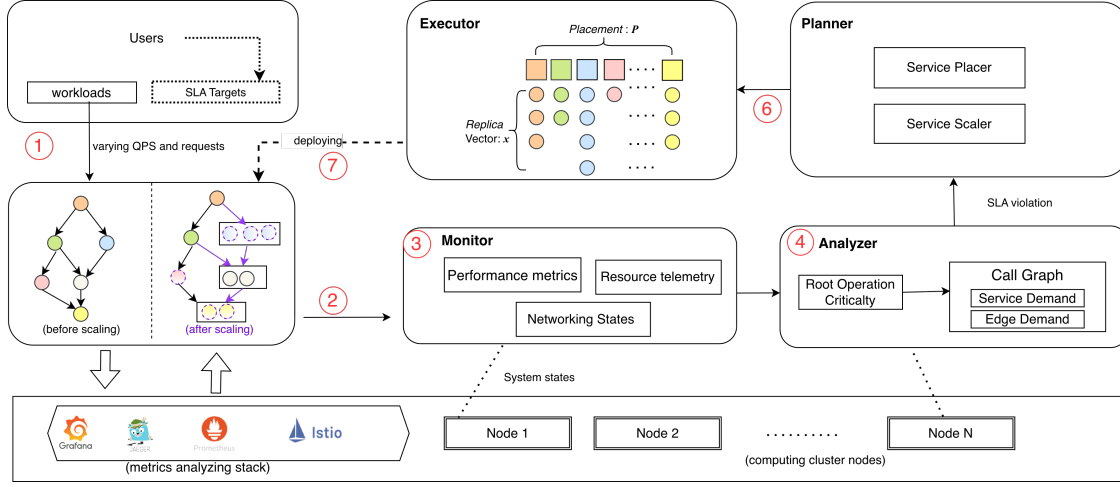 Users
workloads
SLA Targets
1
varying QPS and requests
Executor
Placement : P
Replica
Vector: x
Planner
Service Placer
Service Scaler
6
deploying
7
SLA violation
(before scaling)
(after scaling)
2
3
Monitor
Performance metrics
Resource telemetry
Networking States
4
Analyzer
Root Operation
Criticalty
Call Graph
Service Demand
Edge Demand
System states
Grafana
JAEGER
Prometheus
Istio
(metrics analyzing stack)
Node 1
Node 2
Node N
(computing cluster nodes)